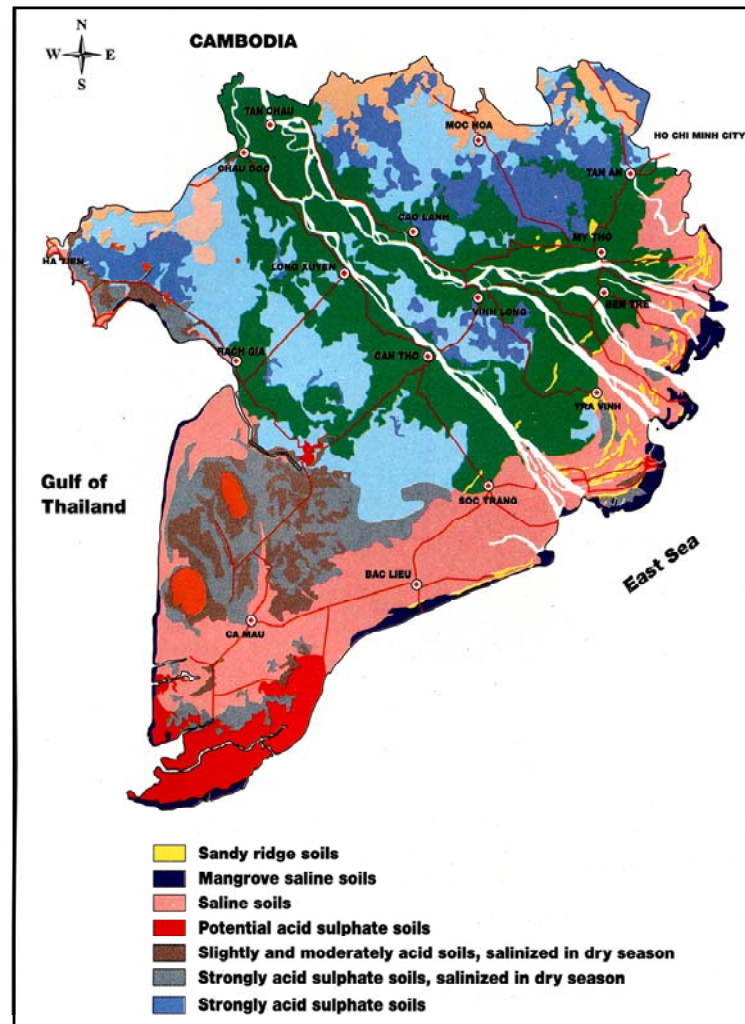 N
W E
S
CAMBODIA
TAN CHAU
MOC HOA
HO CHI MINH CITY
CHAU DOC
TAN AN
CAO LANH
MY THO
HA TIEN
LONG XUYEN
BEN TRE
VINH LONG
RACH GIA
CAN THO
TRA VINH
Gulf of
Thailand
SOC TRANG
East Sea
BAC LIEU
CA MAU
Sandy ridge soils
Mangrove saline soils
Saline soils
Potential acid sulphate soils
Slightly and moderately acid soils, salinized in dry season
Strongly acid sulphate soils, salinized in dry season
Strongly acid sulphate soils